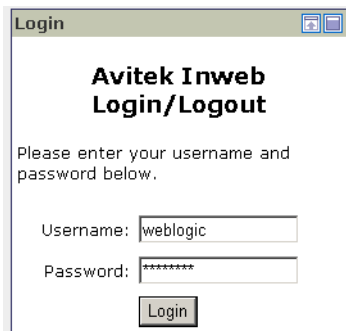 Login
Avitek Inweb
Login/Logout
Please enter your username and
password below.
Username: weblogic
Password: ********
Login